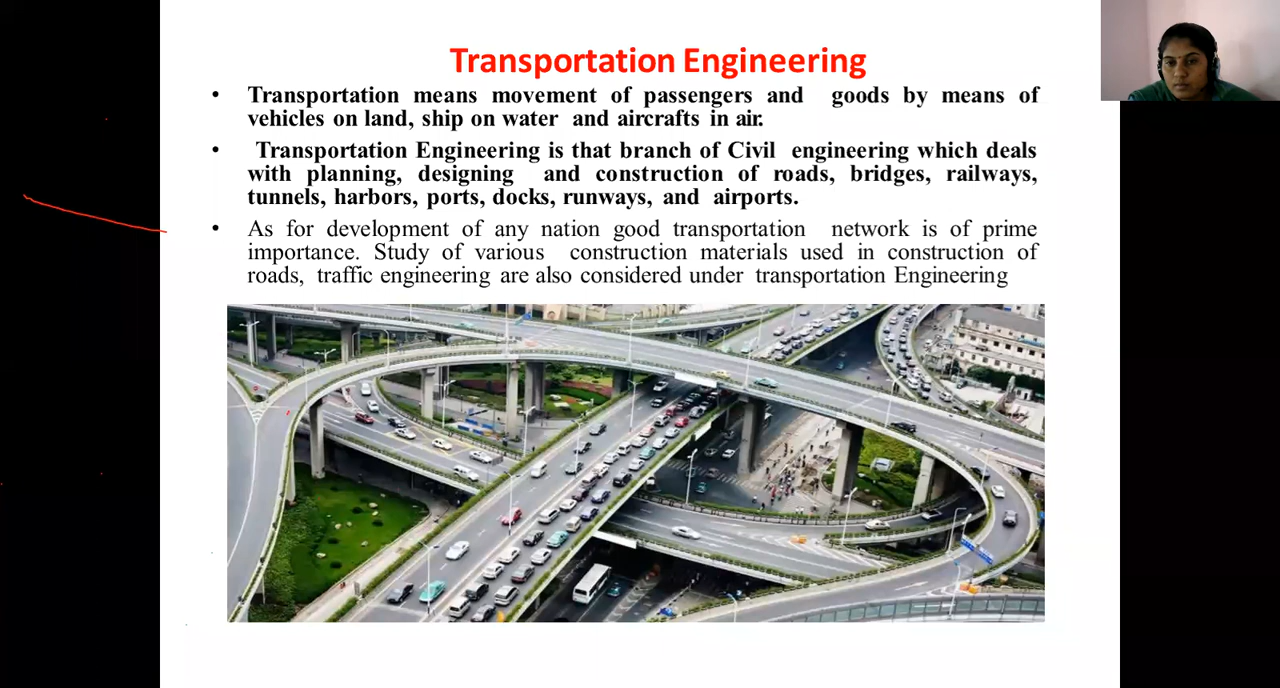 Transportation Engineering
• Transportation means movement of passengers and goods by means of
vehicles on land, ship on water and aircrafts in air.
• Transportation Engineering is that branch of Civil engineering which deals
with planning, designing and construction of roads, bridges, railways,
tunnels, harbors, ports, docks, runways, and airports.
• As for development of any nation good transportation network is of prime
importance. Study of various construction materials used in construction of
roads, traffic engineering are also considered under transportation Engineering